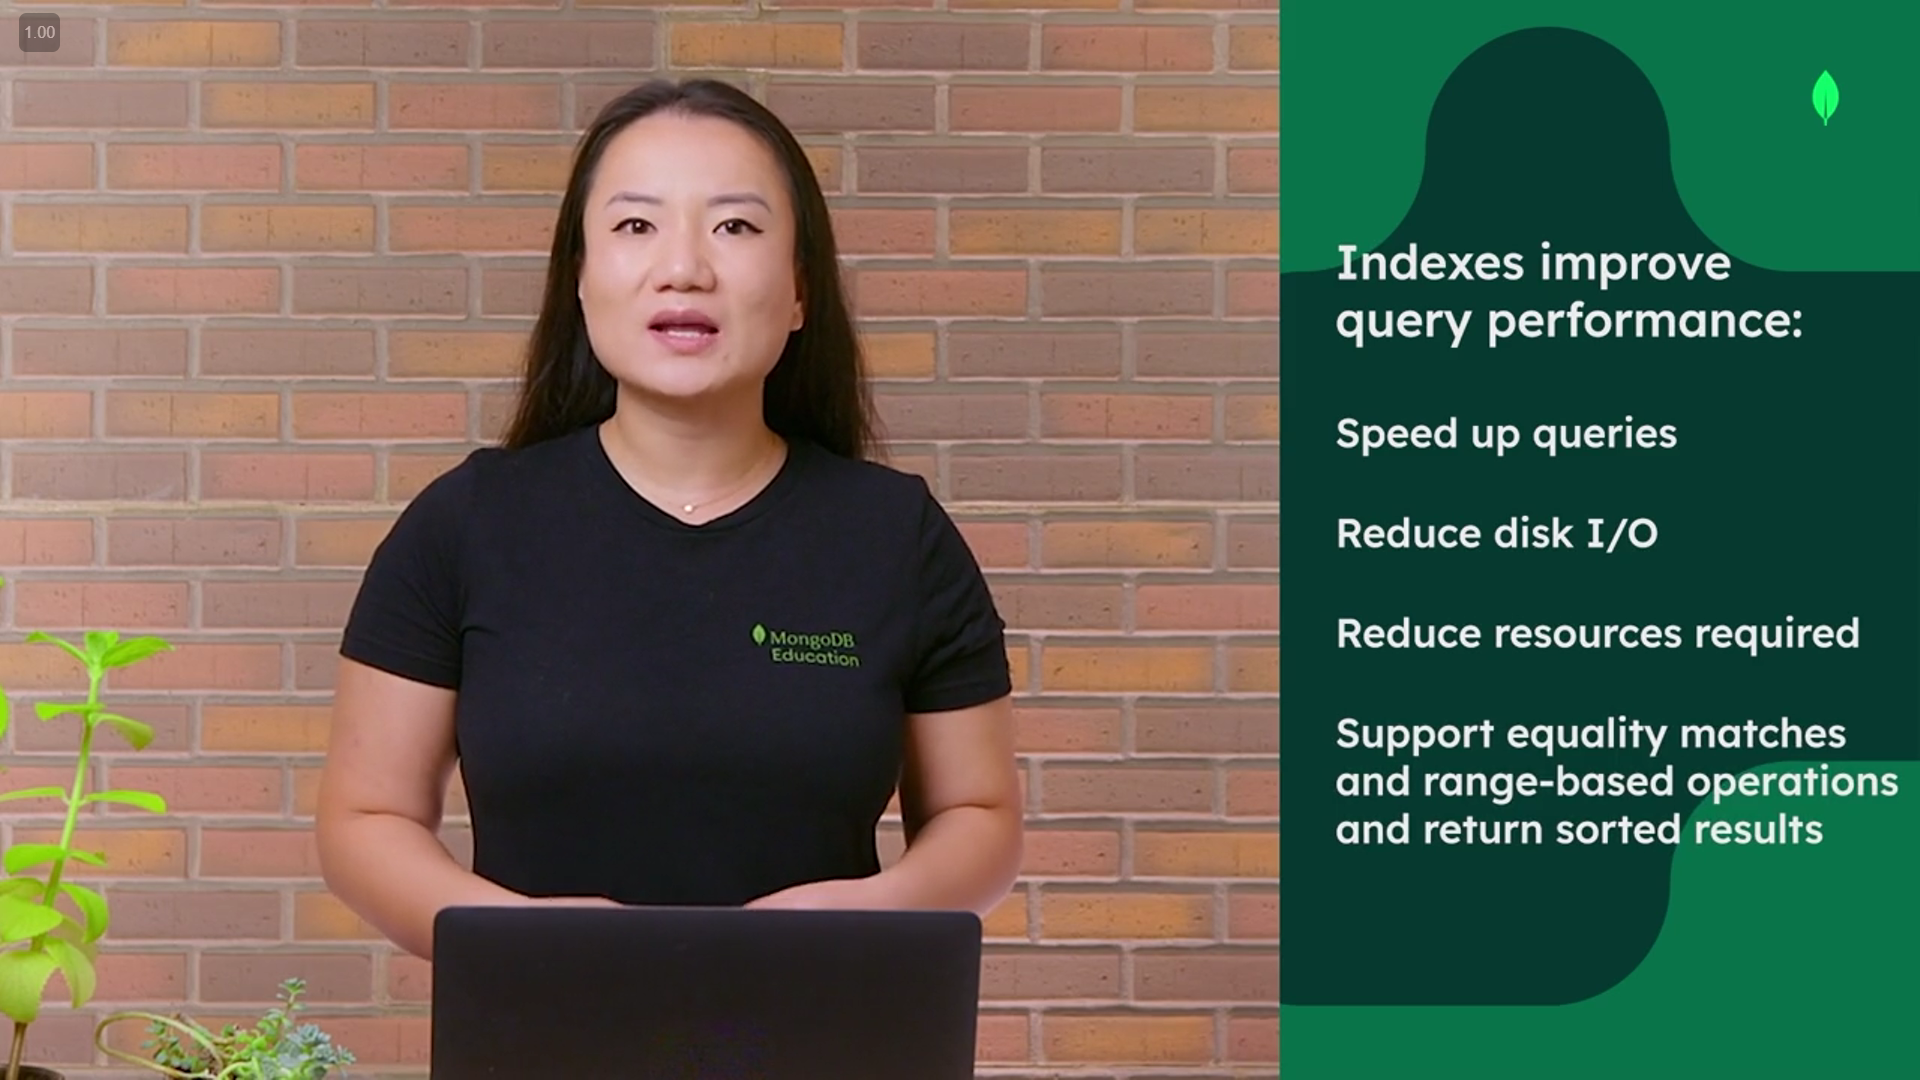 1.00
Indexes improve
query performance:
Speed up queries
Reduce disk I/O
Reduce resources required
Support equality matches
and range-based operations
and return sorted results
MongoDB
Education